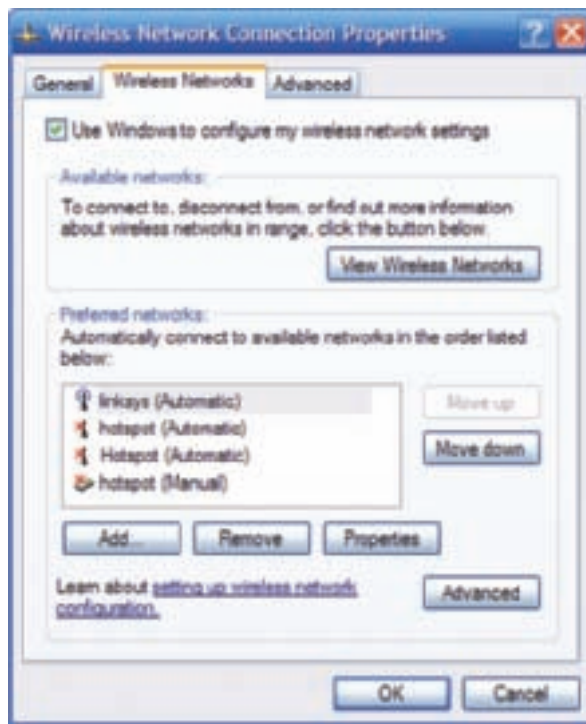 Wireless Network Connection Properties
General Wireless Networks Advanced
Use Windows to configure my wireless network settings
Available networks:
To connect to, disconnect from, or find out more information
about wireless networks in range, click the button below.
View Wireless Networks
Preferred networks:
Automatically connect to available networks in the order listed
below:
linksys (Automatic)
hotspot (Automatic)
Hotspot (Automatic)
hotspot (Manual)
Move up
Move down
Add... Remove Properties
Learn about setting up wireless network
configuration.
Advanced
OK Cancel